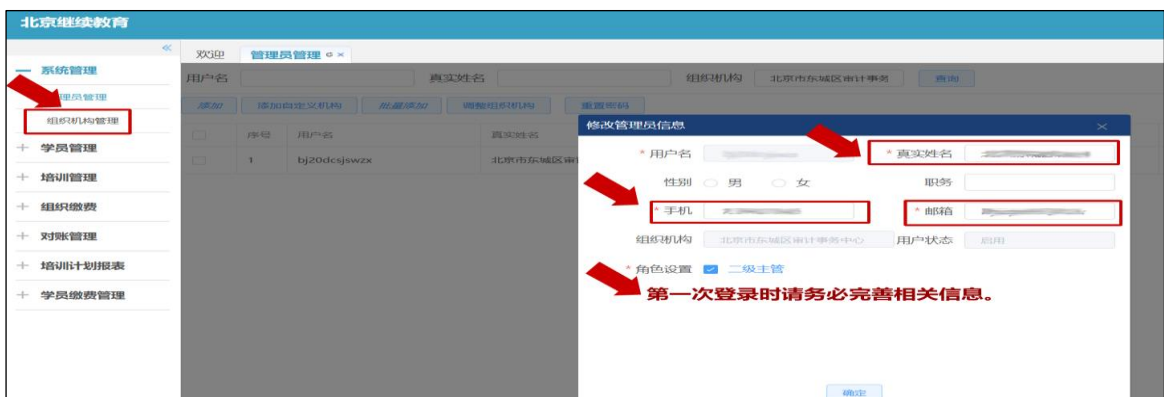 北京继续教育
«
欢迎 管理员管理
系统管理
用户名 真实姓名 组织机构 北京市东城区审计事务 查询
理员管理
添加 添加自定义机构 隐藏添加 调整组织机构 重置密码
组织机构管理
序号 用户名 真实姓名
1 bj20dcsjswzx 北京市东城区审
学员管理
培训管理
组织缴费
对账管理
培训计划报表
学员缴费管理
修改管理员信息
* 用户名 * 真实姓名
性别 男 女 职务
* 手机 * 邮箱
组织机构 北京市东城区审计事务中心 用户状态 启用
* 角色设置 二级主管
第一次登录时请务必完善相关信息。
确定